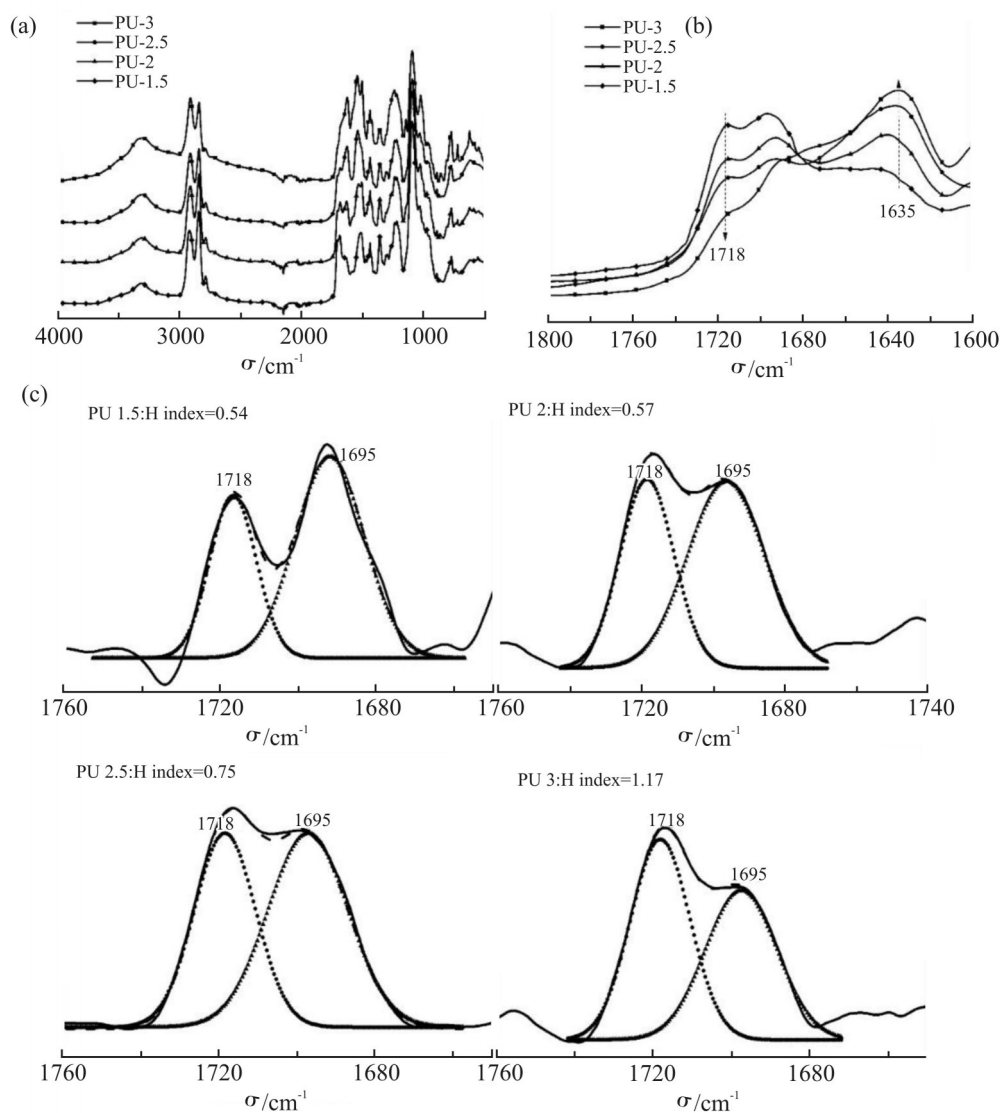 (a)
PU-3
PU-2.5
PU-2
PU-1.5
4000 3000 2000 1000
σ/cm⁻¹
(b)
PU-3
PU-2.5
PU-2
PU-1.5
1718
1635
1800 1760 1720 1680 1640 1600
σ/cm⁻¹
(c)
PU 1.5:H index=0.54
1718
1695
1760 1720 1680
σ/cm⁻¹
PU 2:H index=0.57
1718
1695
1760 1720 1680 1740
σ/cm⁻¹
PU 2.5:H index=0.75
1718
1695
1760 1720 1680
σ/cm⁻¹
PU 3:H index=1.17
1718
1695
1760 1720 1680
σ/cm⁻¹